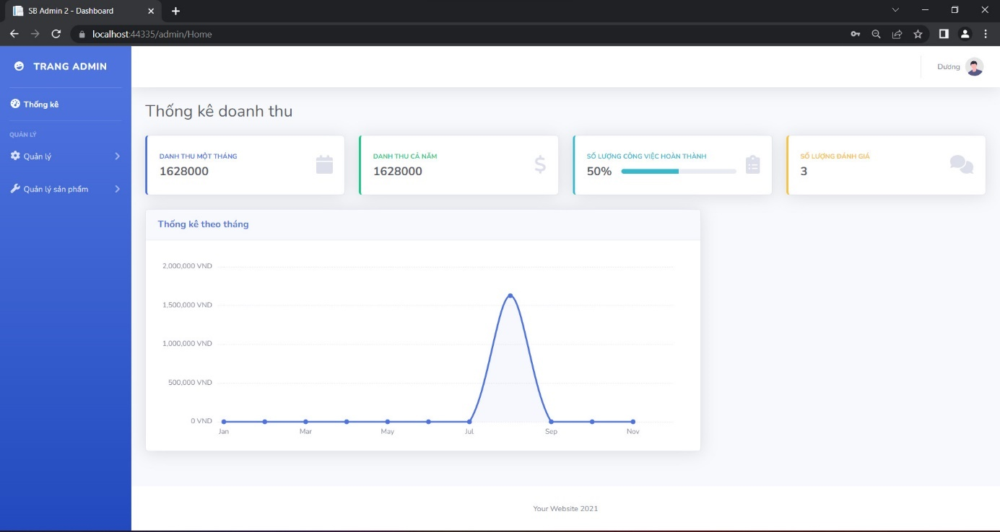 SB Admin 2 - Dashboard
localhost:44335/admin/Home
TRANG ADMIN
Dương
Thống kê
QUẢN LÝ
Quản lý
Quản lý sản phẩm
Thống kê doanh thu
DANH THU MỘT THÁNG
1628000
DANH THU CẢ NĂM
1628000
SỐ LƯỢNG CÔNG VIỆC HOÀN THÀNH
50%
SỐ LƯỢNG ĐÁNH GIÁ
3
Thống kê theo tháng
2,000,000 VND
1,500,000 VND
1,000,000 VND
500,000 VND
0 VND
Jan Mar May Jul Sep Nov
Your Website 2021